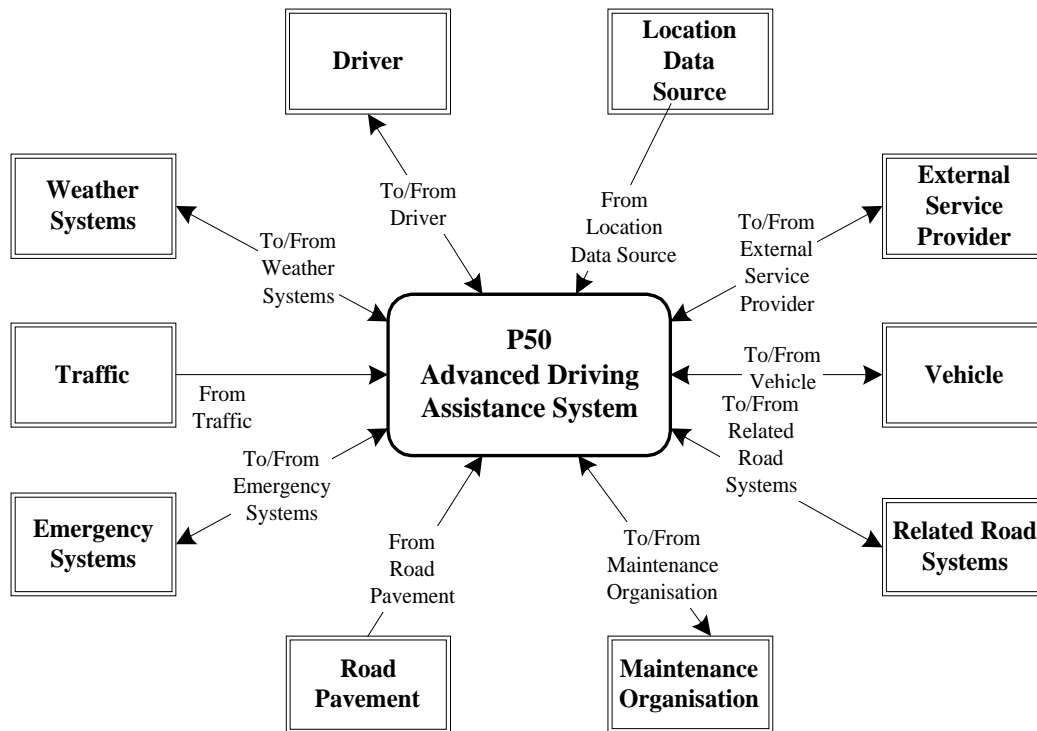 Driver
Location
Data
Source
Weather
Systems
External
Service
Provider
To/From
Driver
From
Location
Data Source
To/From
Weather
Systems
To/From
External
Service
Provider
P50
Advanced Driving
Assistance System
Traffic
From
Traffic
To/From
Vehicle
Vehicle
To/From
Related
Road
Systems
To/From
Emergency
Systems
Emergency
Systems
From
Road
Pavement
To/From
Maintenance
Organisation
Related Road
Systems
Road
Pavement
Maintenance
Organisation